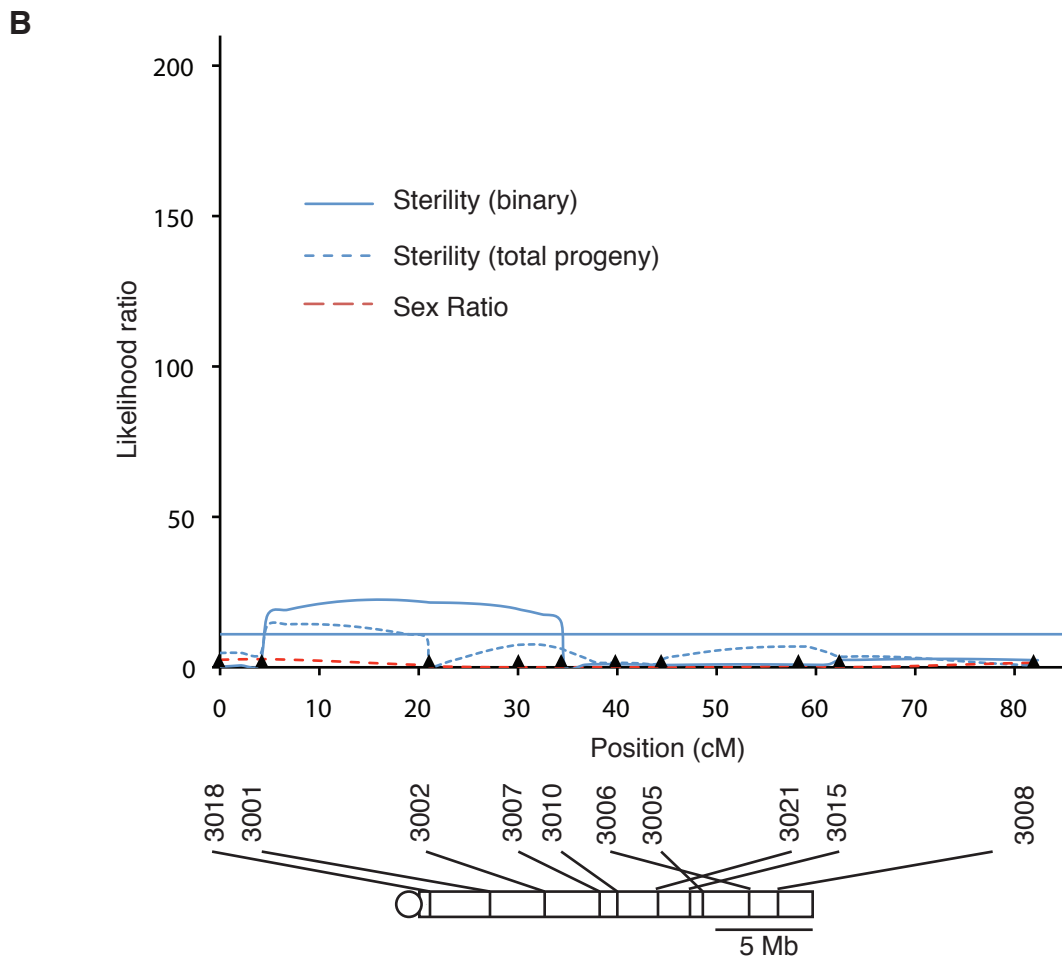 B
200
150
100
50
0
Likelihood ratio
Sterility (binary)
Sterility (total progeny)
Sex Ratio
0 10 20 30 40 50 60 70 80
Position (cM)
3018 3001 3002 3007 3010 3006 3005 3021 3015 3008
5 Mb